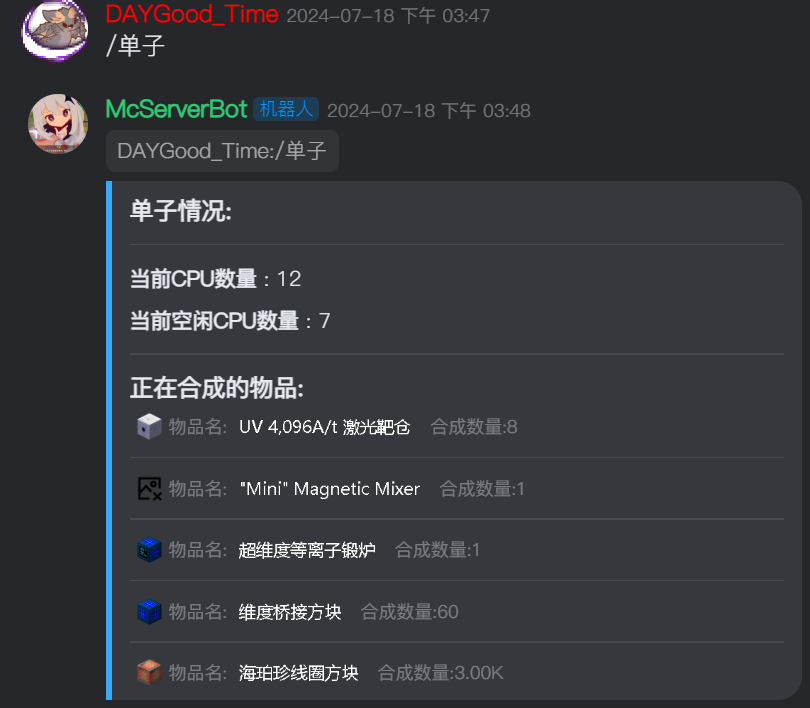 DAYGood_Time 2024-07-18 下午 03:47
/单子
McServerBot 机器人 2024-07-18 下午 03:48
DAYGood_Time:/单子
单子情况:
当前CPU数量：12
当前空闲CPU数量：7
正在合成的物品:
物品名: UV 4,096A/t 激光靶仓 合成数量:8
物品名: "Mini" Magnetic Mixer 合成数量:1
物品名: 超维度等离子锻炉 合成数量:1
物品名: 维度桥接方块 合成数量:60
物品名: 海珀珍线圈方块 合成数量:3.00K